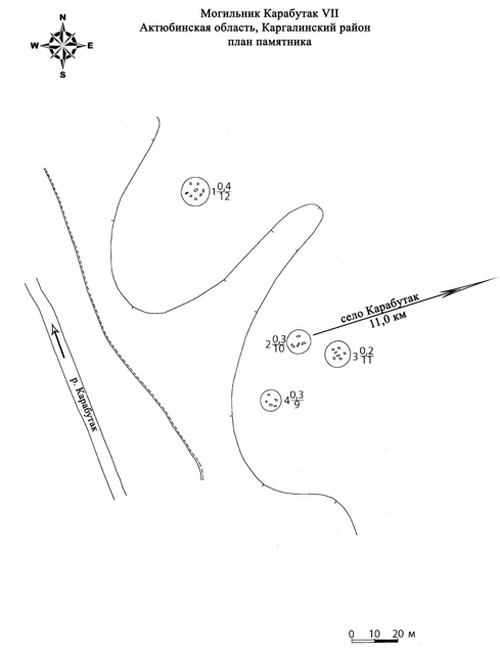 Могильник Карабутак VII
Актюбинская область, Каргалинский район
план памятника
N
W E
S
1 0,4
12
село Карабутак
11,0 км
2 0,3
10
3 0,2
11
4 0,3
9
р. Карабутак
0 10 20 м